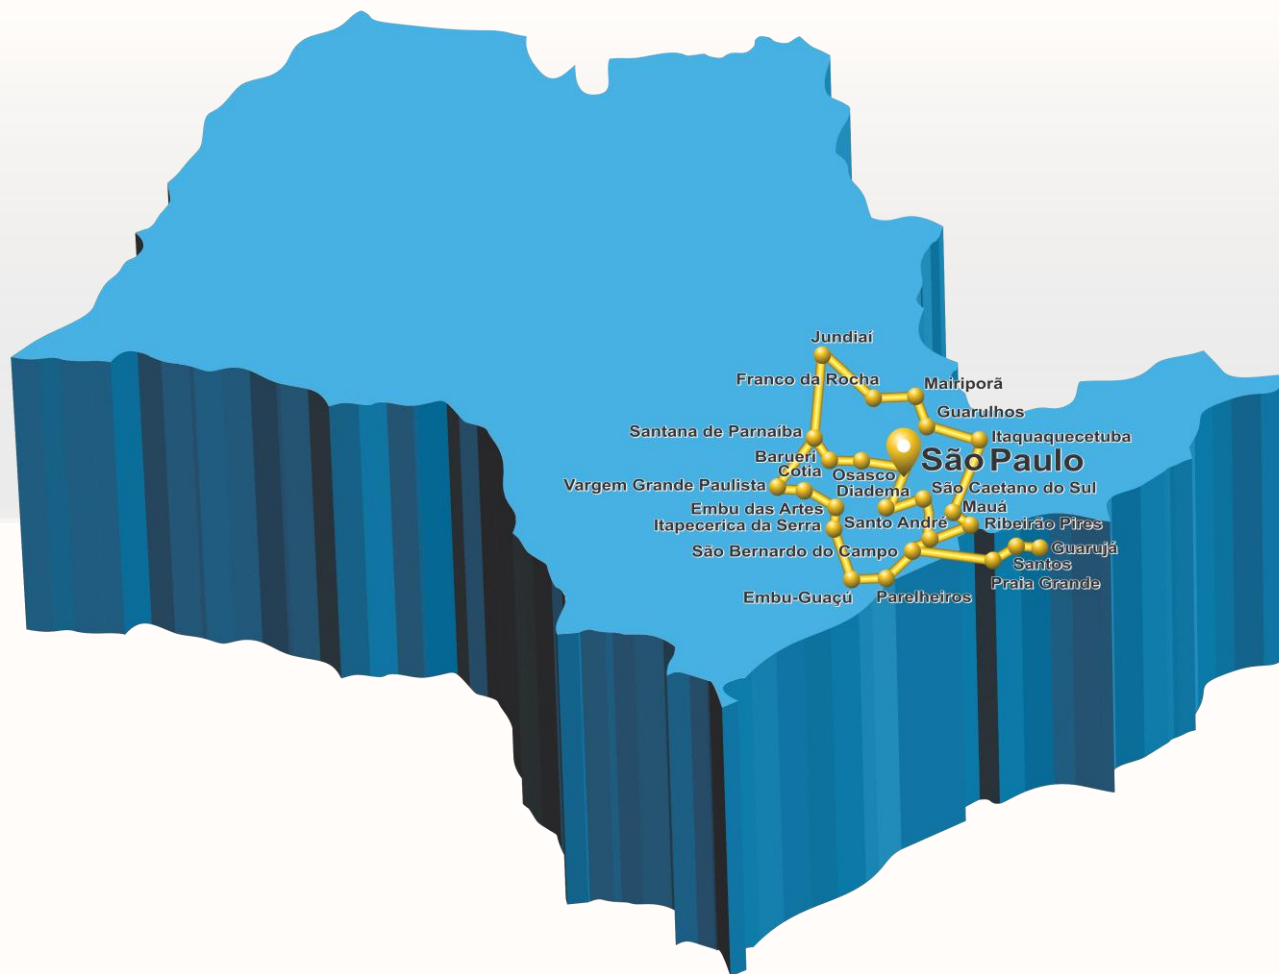 Jundiaí
Franco da Rocha
Mairiporã
Guarulhos
Santana de Parnaíba
Itaquaquecetuba
Barueri
São Paulo
Cotia
Osasco
Vargem Grande Paulista
Diadema
São Caetano do Sul
Embu das Artes
Mauá
Itapecerica da Serra
Santo André
Ribeirão Pires
São Bernardo do Campo
Guarujá
Santos
Praia Grande
Embu-Guaçú
Parelheiros